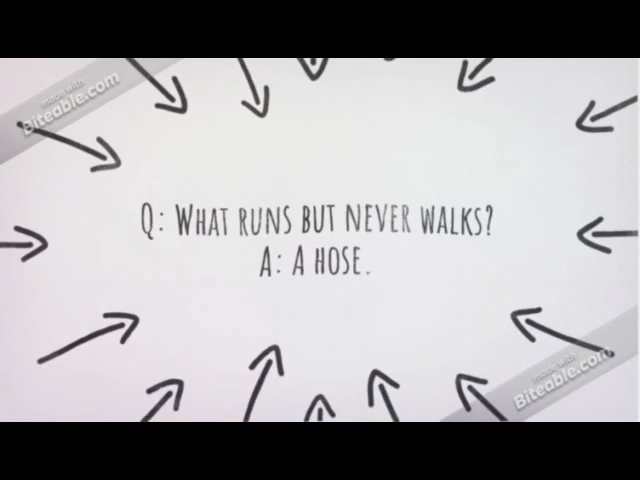 made with
Biteable.com
Q: WHAT RUNS BUT NEVER WALKS?
A: A HOSE.
made with
Biteable.com